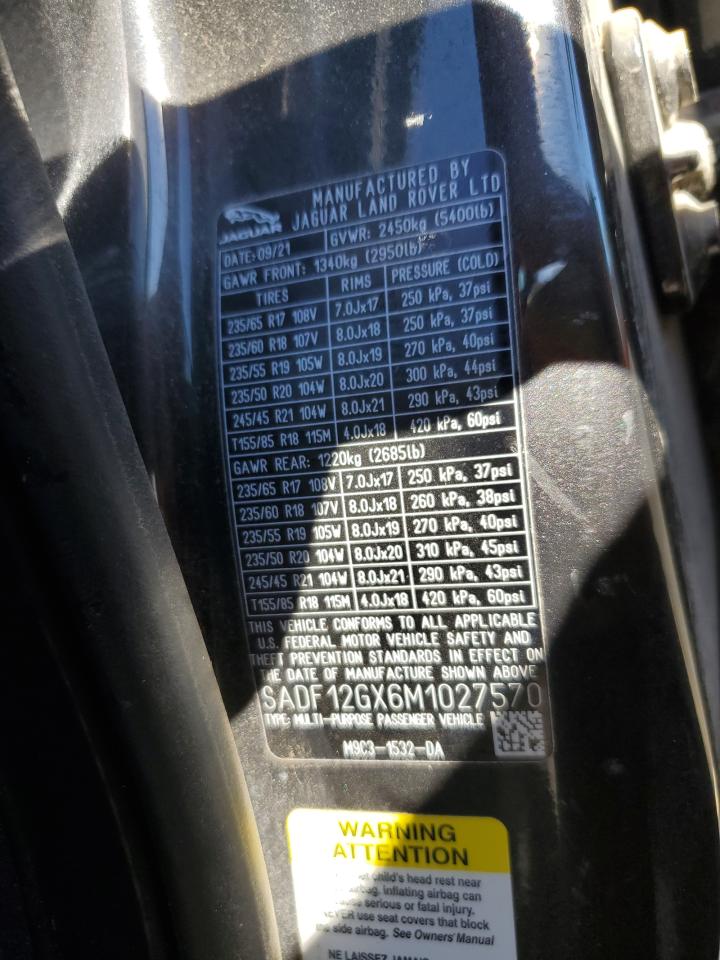 MANUFACTURED BY
JAGUAR LAND ROVER LTD
JAGUAR
DATE: 09/21 GVWR: 2450kg (5400lb)
GAWR FRONT: 1340kg (2950lb)
TIRES RIMS PRESSURE (COLD)
235/65 R17 108V 7.0Jx17 250 kPa, 37psi
235/60 R18 107V 8.0Jx18 250 kPa, 37psi
235/55 R19 105W 8.0Jx19 270 kPa, 40psi
235/50 R20 104W 8.0Jx20 300 kPa, 44psi
245/45 R21 104W 8.0Jx21 290 kPa, 43psi
T155/85 R18 115M 4.0Jx18 420 kPa, 60psi
GAWR REAR: 1220kg (2685lb)
235/65 R17 108V 7.0Jx17 250 kPa, 37psi
235/60 R18 107V 8.0Jx18 260 kPa, 38psi
235/55 R19 105W 8.0Jx19 270 kPa, 40psi
235/50 R20 104W 8.0Jx20 310 kPa, 45psi
245/45 R21 104W 8.0Jx21 290 kPa, 43psi
T155/85 R18 115M 4.0Jx18 420 kPa, 60psi
THIS VEHICLE CONFORMS TO ALL APPLICABLE
U.S. FEDERAL MOTOR VEHICLE SAFETY AND
THEFT PREVENTION STANDARDS IN EFFECT ON
THE DATE OF MANUFACTURE SHOWN ABOVE
SADF12GX6M1027570
TYPE: MULTI-PURPOSE PASSENGER VEHICLE
M9C3-1532-DA
WARNING
ATTENTION
child's head rest near
airbag, inflating airbag can
cause serious or fatal injury.
NEVER use seat covers that block
the side airbag. See Owners' Manual
NE LAISSEZ JAMAIS